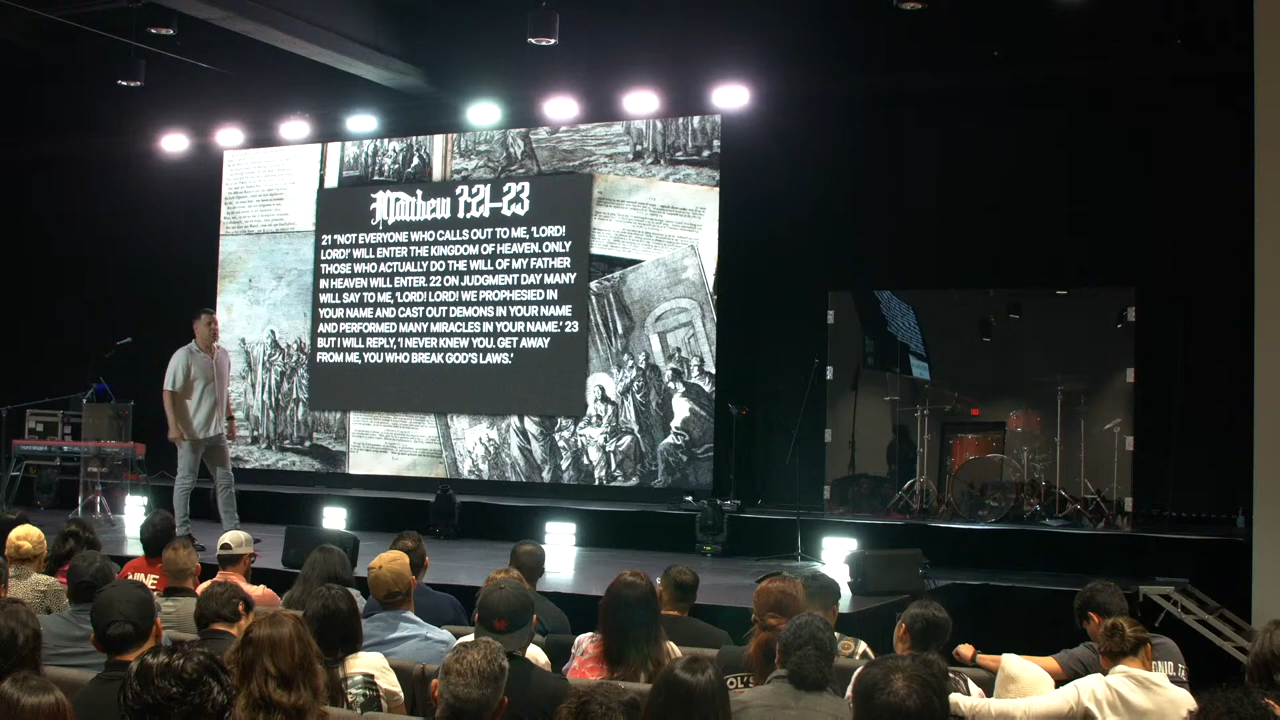 Matthew 7:21–23
21 "NOT EVERYONE WHO CALLS OUT TO ME, 'LORD!
LORD!' WILL ENTER THE KINGDOM OF HEAVEN. ONLY
THOSE WHO ACTUALLY DO THE WILL OF MY FATHER
IN HEAVEN WILL ENTER. 22 ON JUDGMENT DAY MANY
WILL SAY TO ME, 'LORD! LORD! WE PROPHESIED IN
YOUR NAME AND CAST OUT DEMONS IN YOUR NAME
AND PERFORMED MANY MIRACLES IN YOUR NAME.' 23
BUT I WILL REPLY, 'I NEVER KNEW YOU. GET AWAY
FROM ME, YOU WHO BREAK GOD'S LAWS.'
NINE